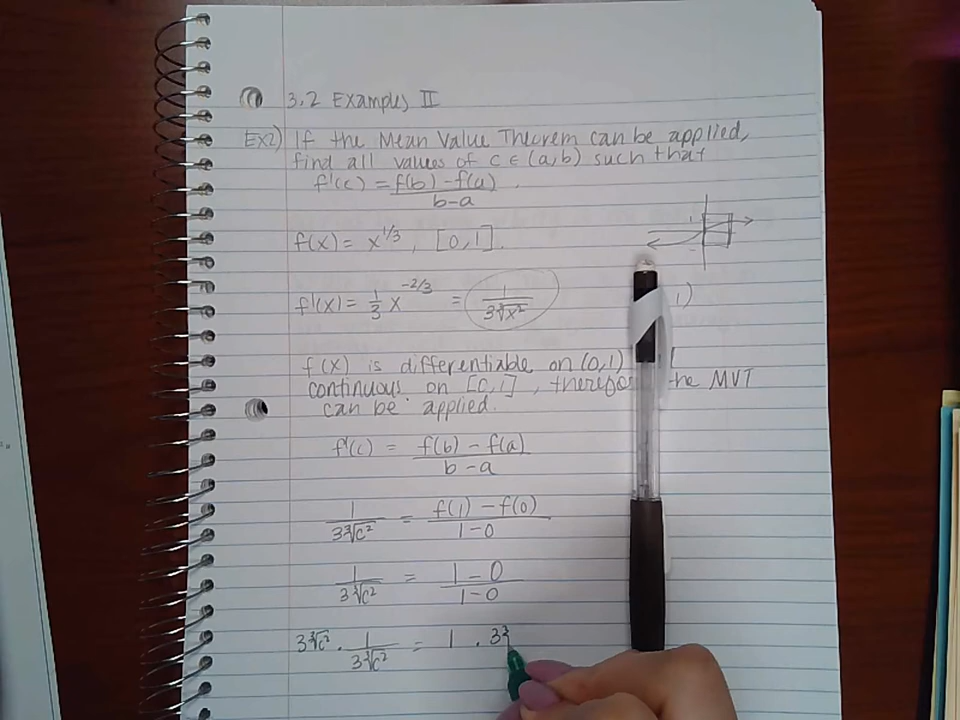 3.2 Examples II
Ex2) If the Mean Value Theorem can be applied,
find all values of c ∈ (a,b) such that
f'(c) = f(b) - f(a) / b-a .
f(x) = x^1/3 , [0,1].
f'(x) = 1/3 x^-2/3 = 1/3∛x²
1)
f(x) is differentiable on (0,1)
continuous on [0,1] , the MVT
can be applied.
f'(c) = f(b) - f(a) / b-a
1/3∛c² = f(1) - f(0) / 1-0
1/3∛c² = 1-0 / 1-0
3∛c² · 1/3∛c² = 1 · 3